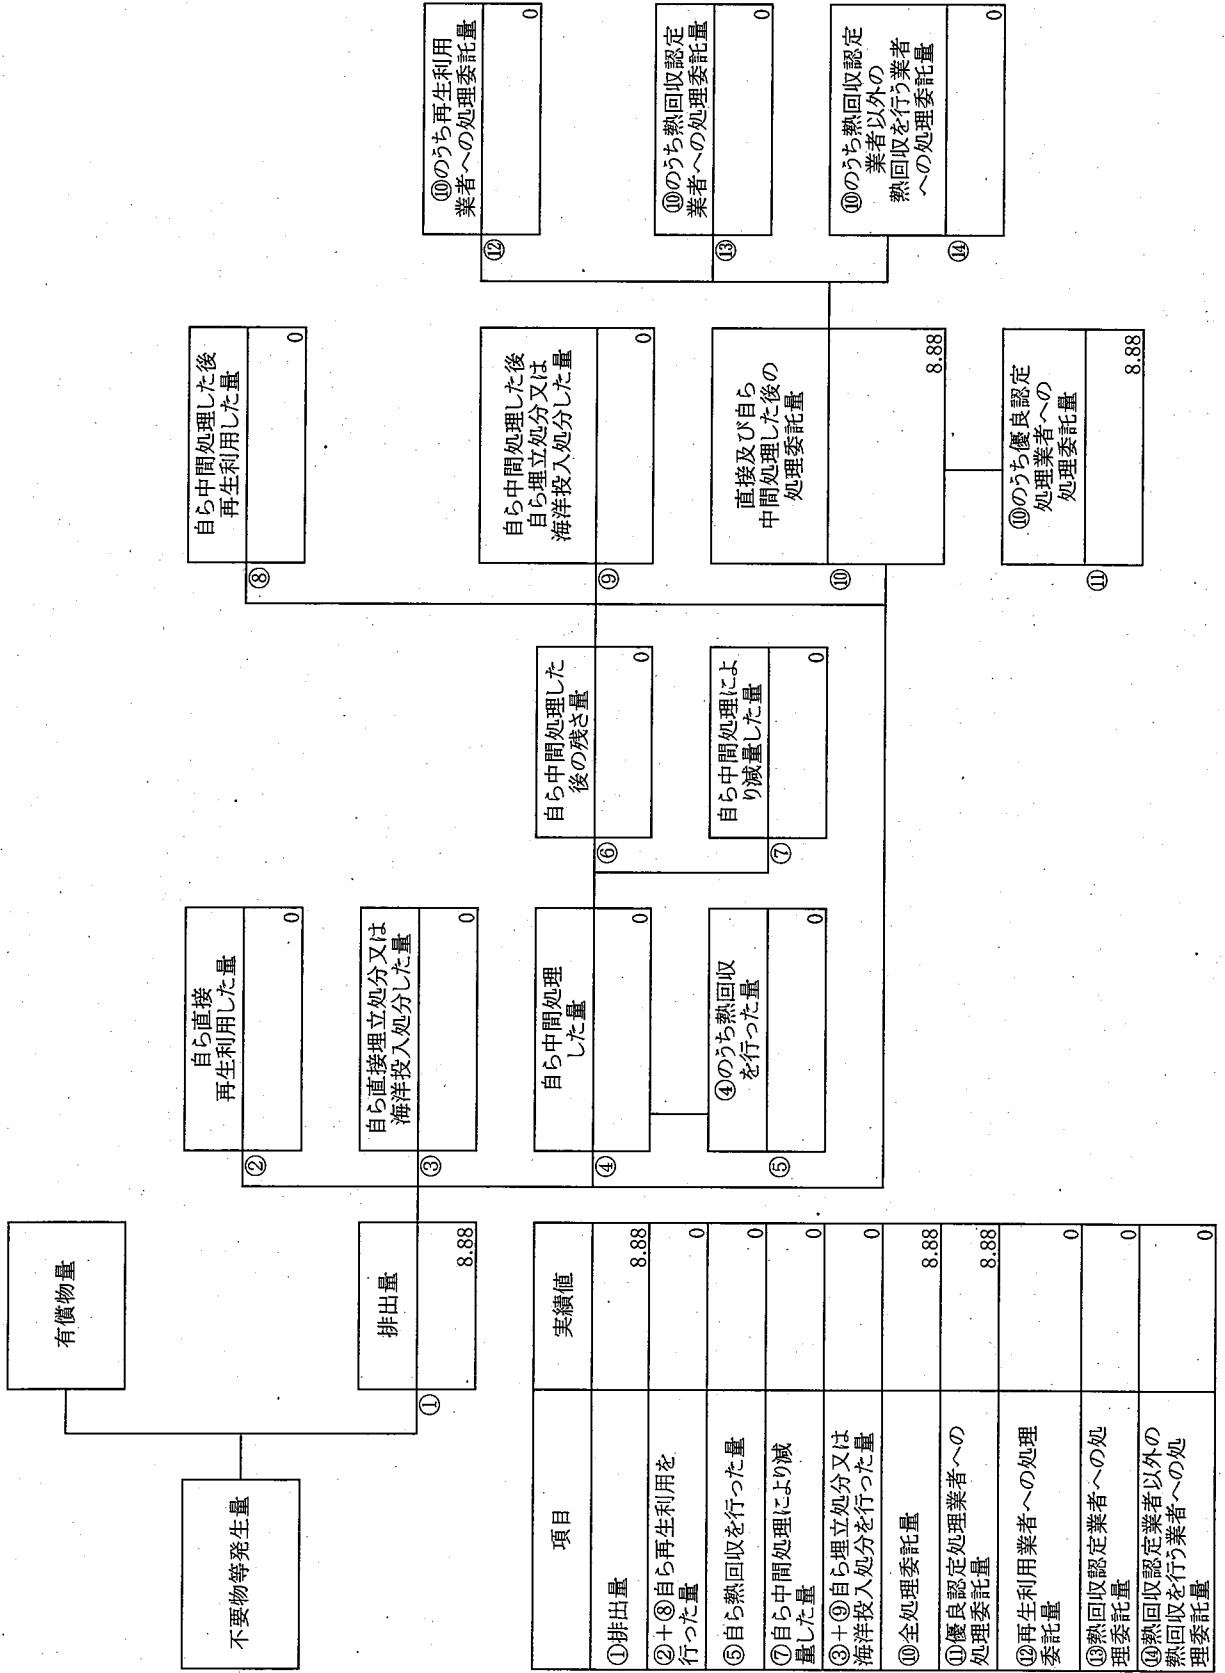 不要物等発生量
有償物量
排出量
①
8.88
自ら直接
再生利用した量
②
0
自ら直接埋立処分又は
海洋投入処分した量
③
0
自ら中間処理
した量
④
0
④のうち熱回収
を行った量
⑤
0
自ら中間処理した
後の残さ量
⑥
0
自ら中間処理によ
り減量した量
⑦
0
自ら中間処理した後
再生利用した量
⑧
0
自ら中間処理した後
自ら埋立処分又は
海洋投入処分した量
⑨
0
直接及び自ら
中間処理した後の
処理委託量
⑩
8.88
⑩のうち優良認定
処理業者への
処理委託量
⑪
8.88
⑩のうち再生利用
業者への処理委託量
⑫
0
⑩のうち熱回収認定
業者への処理委託量
⑬
0
⑩のうち熱回収認定
業者以外の
熱回収を行う業者
への処理委託量
⑭
0
項目 実績値
①排出量 8.88
②+⑧自ら再生利用を
行った量 0
⑤自ら熱回収を行った量 0
⑦自ら中間処理により減
量した量 0
③+⑨自ら埋立処分又は
海洋投入処分を行った量 0
⑩全処理委託量 8.88
⑪優良認定処理業者への
処理委託量 8.88
⑫再生利用業者への処理
委託量 0
⑬熱回収認定業者への処
理委託量 0
⑭熱回収認定業者以外の
熱回収を行う業者への処
理委託量 0